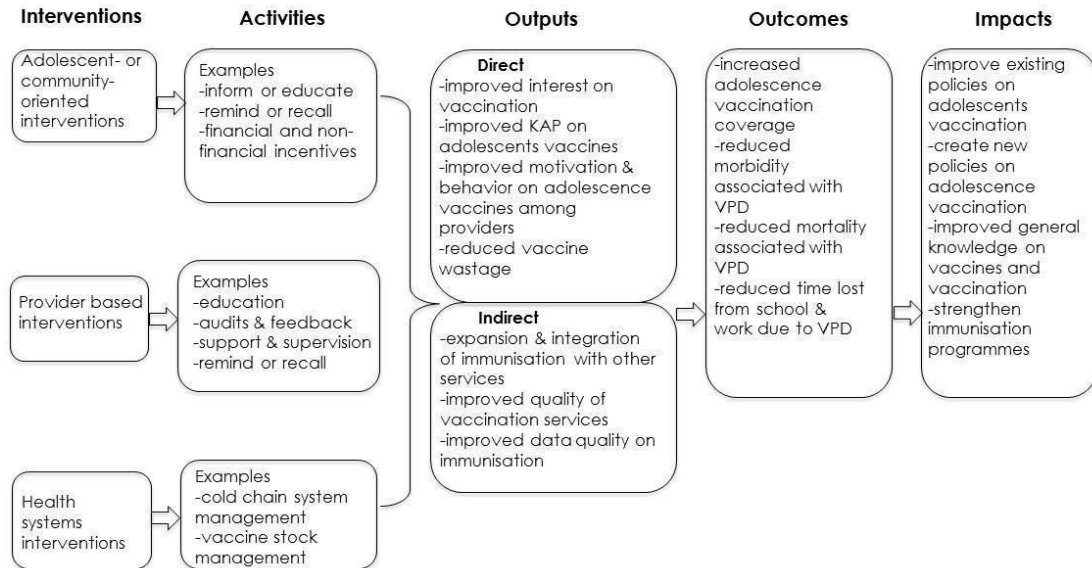 Interventions
Activities
Outputs
Outcomes
Impacts
Adolescent- or
community-
oriented
interventions
Examples
-inform or educate
-remind or recall
-financial and non-
financial incentives
Provider based
interventions
Examples
-education
-audits & feedback
-support & supervision
-remind or recall
Health
systems
interventions
Examples
-cold chain system
management
-vaccine stock
management
Direct
-improved interest on
vaccination
-improved KAP on
adolescents vaccines
-improved motivation &
behavior on adolescence
vaccines among
providers
-reduced vaccine
wastage
Indirect
-expansion & integration
of immunisation with other
services
-improved quality of
vaccination services
-improved data quality on
immunisation
-increased
adolescence
vaccination
coverage
-reduced
morbidity
associated with
VPD
-reduced mortality
associated with
VPD
-reduced time lost
from school &
work due to VPD
-improve existing
policies on
adolescents
vaccination
-create new
policies on
adolescence
vaccination
-improved general
knowledge on
vaccines and
vaccination
-strengthen
immunisation
programmes